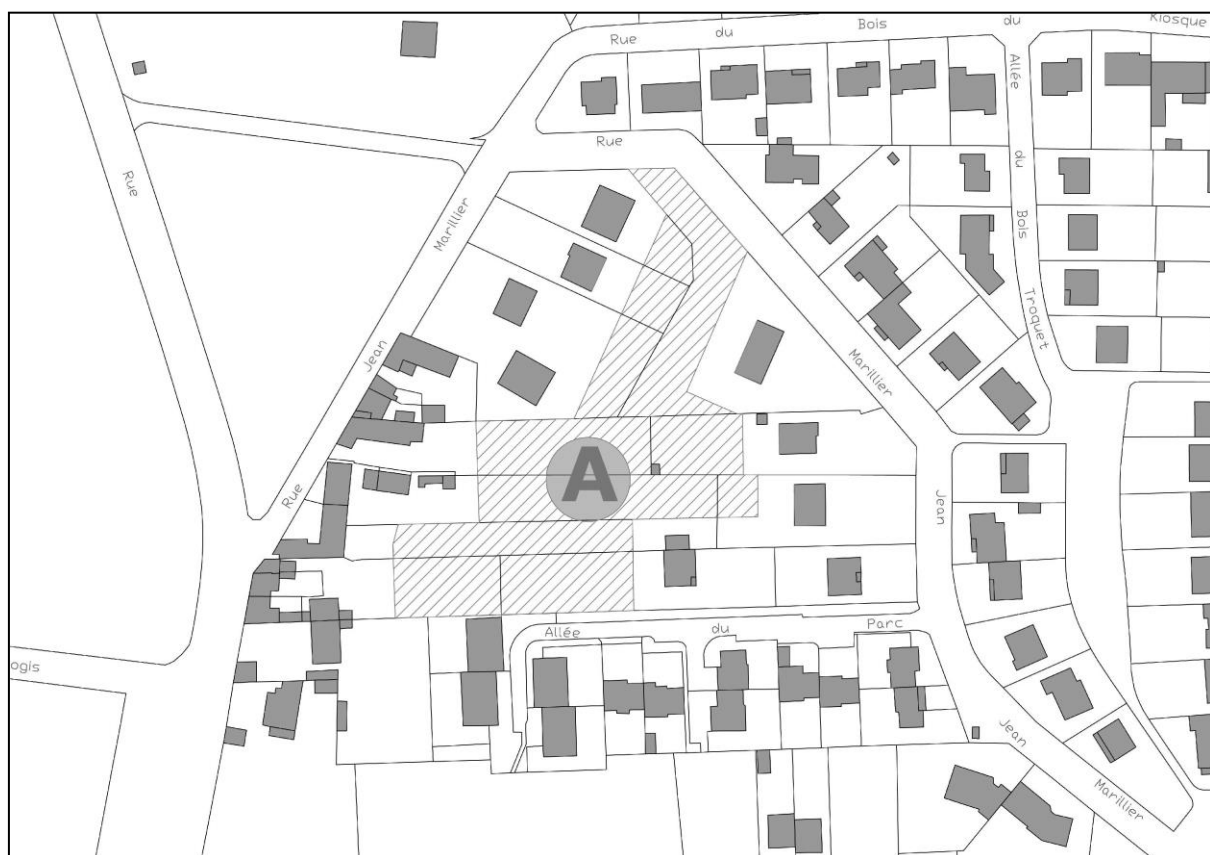 Rue du Bois du Kiosque
Allée du Bois Troquet
Rue
Rue Jean Marillier
Rue Jean Marillier
A
Jean
Allée du Parc
ogis
Jean Marillier